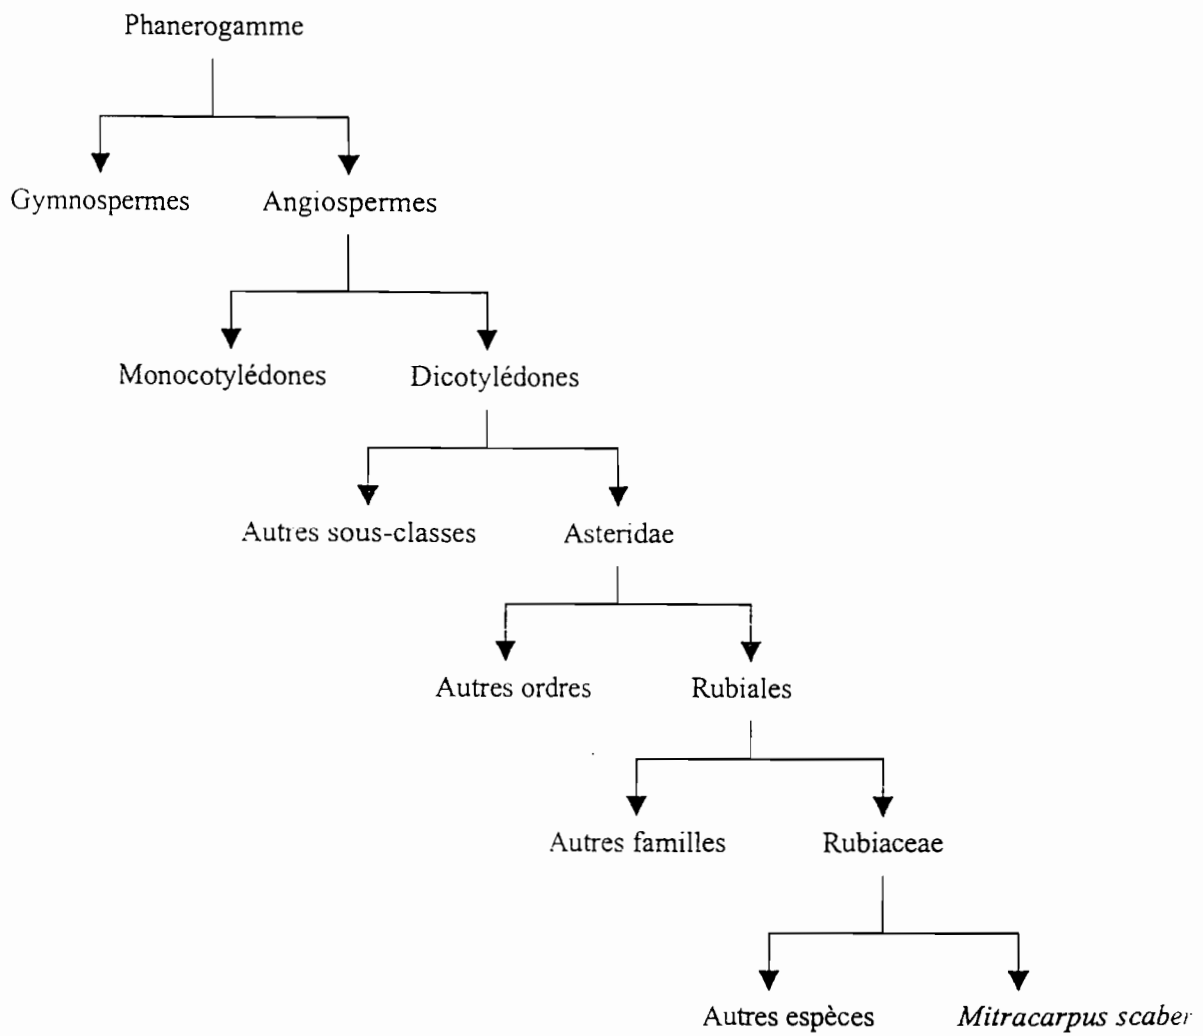 Phanerogamme
Gymnospermes Angiospermes
Monocotylédones Dicotylédones
Autres sous-classes Asteridae
Autres ordres Rubiales
Autres familles Rubiaceae
Autres espèces Mitracarpus scaber